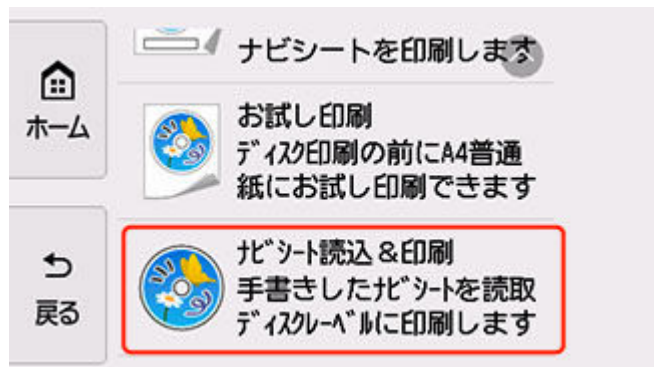 ナビシートを印刷します
ホーム
お試し印刷
ディスク印刷の前にA4普通
紙にお試し印刷できます
ﾅﾋﾞｼｰﾄ読込&印刷
手書きしたﾅﾋﾞｼｰﾄを読取
ﾃﾞｨｽｸﾚｰﾍﾞﾙに印刷します
戻る